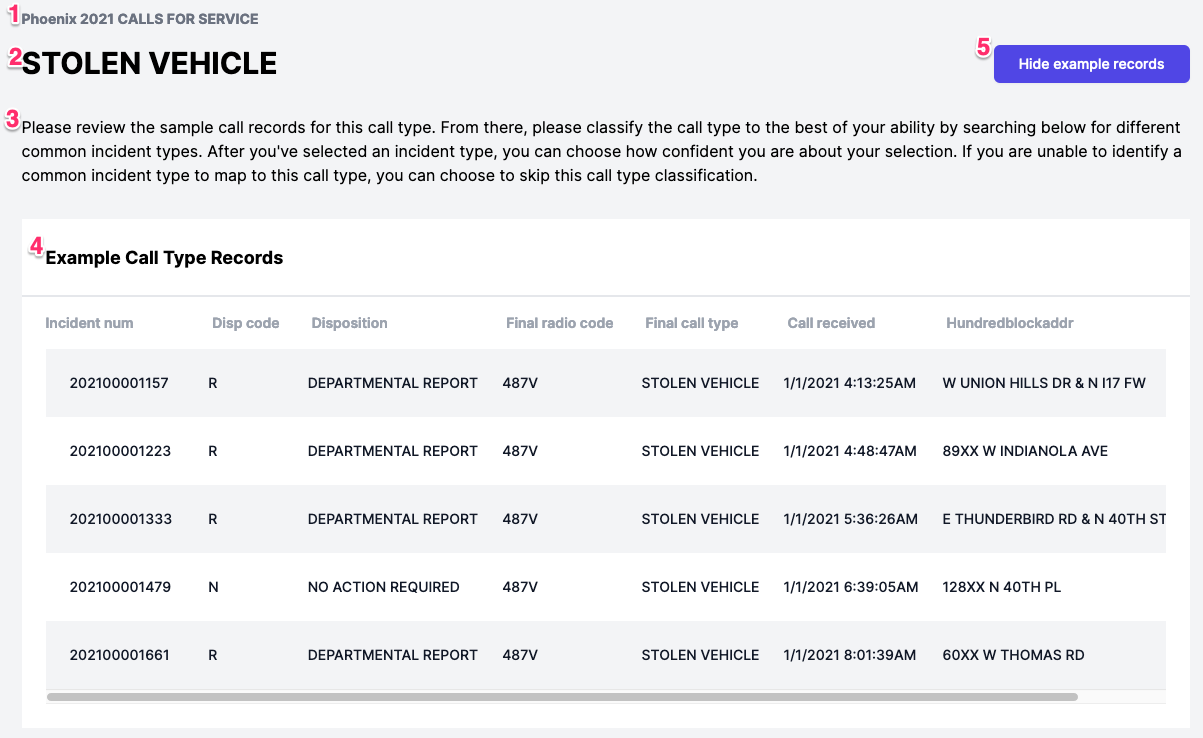 1 Phoenix 2021 CALLS FOR SERVICE
2 STOLEN VEHICLE
5 Hide example records
3 Please review the sample call records for this call type. From there, please classify the call type to the best of your ability by searching below for different
common incident types. After you've selected an incident type, you can choose how confident you are about your selection. If you are unable to identify a
common incident type to map to this call type, you can choose to skip this call type classification.
4 Example Call Type Records
Incident num Disp code Disposition Final radio code Final call type Call received Hundredblockaddr
202100001157 R DEPARTMENTAL REPORT 487V STOLEN VEHICLE 1/1/2021 4:13:25AM W UNION HILLS DR & N I17 FW
202100001223 R DEPARTMENTAL REPORT 487V STOLEN VEHICLE 1/1/2021 4:48:47AM 89XX W INDIANOLA AVE
202100001333 R DEPARTMENTAL REPORT 487V STOLEN VEHICLE 1/1/2021 5:36:26AM E THUNDERBIRD RD & N 40TH ST
202100001479 N NO ACTION REQUIRED 487V STOLEN VEHICLE 1/1/2021 6:39:05AM 128XX N 40TH PL
202100001661 R DEPARTMENTAL REPORT 487V STOLEN VEHICLE 1/1/2021 8:01:39AM 60XX W THOMAS RD